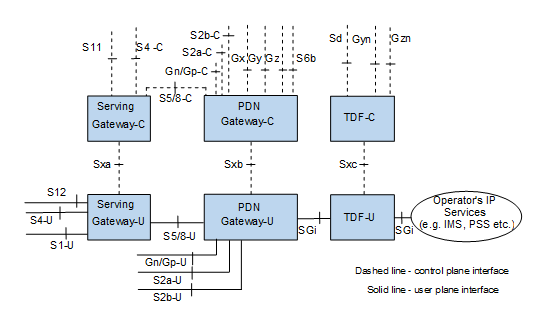 S2b-C
Sd
Gzn
Gyn
S11
S4 -C
S2a-C
Gx
Gy
Gz
S6b
Gn/Gp-C
S5/8-C
Serving
Gateway-C
PDN
Gateway-C
TDF-C
Sxa
Sxb
Sxc
S12
S4-U
S1-U
Serving
Gateway-U
S5/8-U
PDN
Gateway-U
SGi
TDF-U
SGi
Operator's IP
Services
(e.g. IMS, PSS etc.)
Gn/Gp-U
S2a-U
S2b-U
Dashed line - control plane interface
Solid line - user plane interface